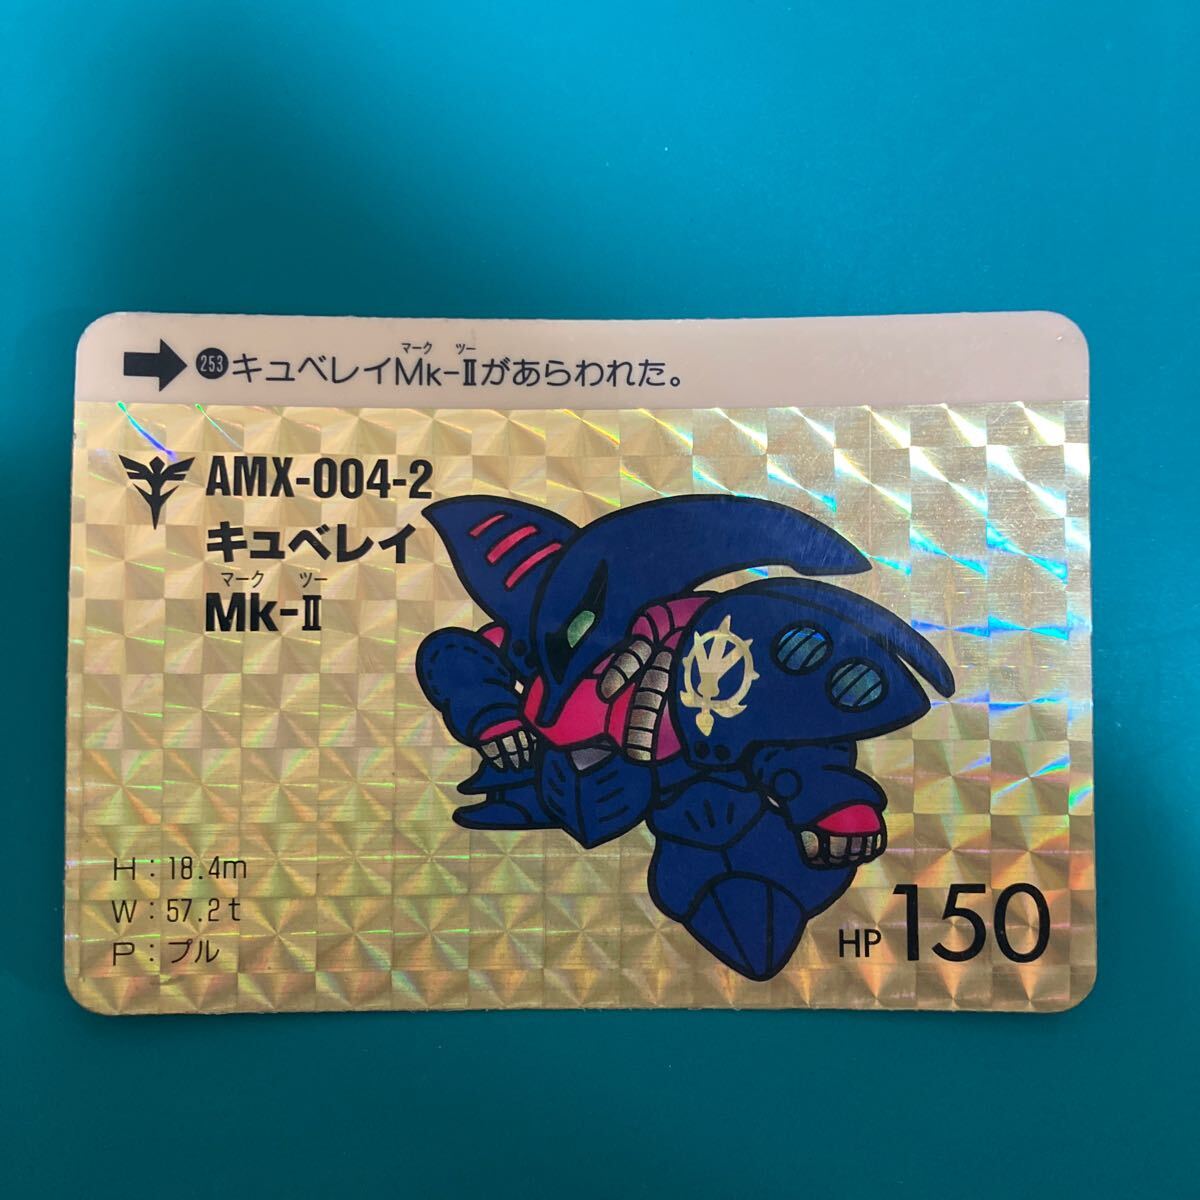 253 キュベレイMk-Ⅱがあらわれた。
マーク ツー
AMX-004-2
キュベレイ
マーク ツー
Mk-Ⅱ
H:18.4m
W:57.2t
P:プル
HP 150